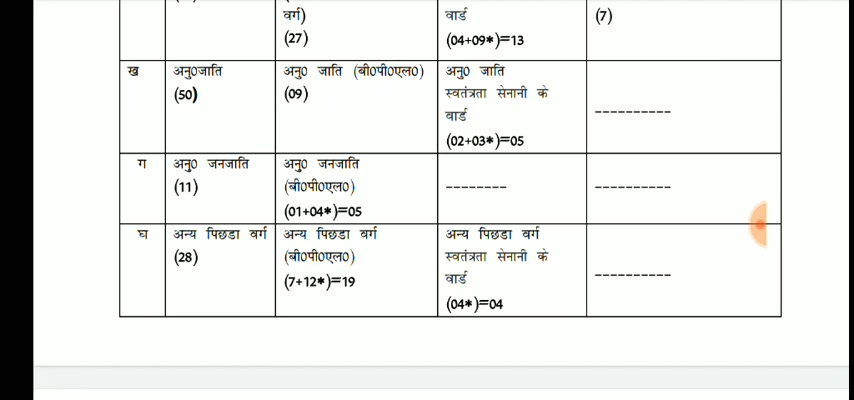 वर्ग)
(27)
वार्ड
(04+09*)=13
(7)
ख
अनु0जाति
(50)
अनु0 जाति (बी0पी0एल0)
(09)
अनु0 जाति
स्वतंत्रता सेनानी के
वार्ड
(02+03*)=05
----------
ग
अनु0 जनजाति
(11)
अनु0 जनजाति
(बी0पी0एल0)
(01+04*)=05
--------
----------
घ
अन्य पिछडा वर्ग
(28)
अन्य पिछडा वर्ग
(बी0पी0एल0)
(7+12*)=19
अन्य पिछडा वर्ग
स्वतंत्रता सेनानी के
वार्ड
(04*)=04
----------